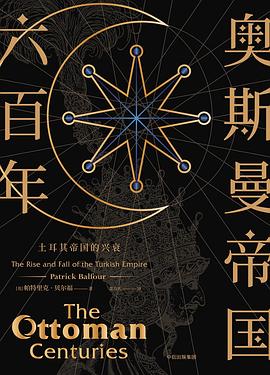 奥斯曼帝国
六百年
土耳其帝国的兴衰
The Rise and Fall of the Turkish Empire
Patrick Balfour
[英]帕特里克·贝尔福 著
The
Ottoman
Centuries
中信出版集团